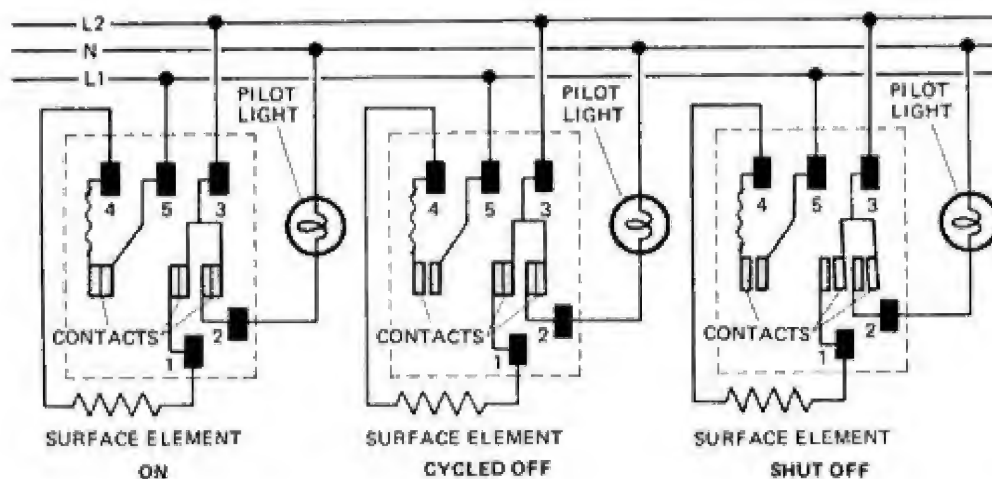 L2
N
L1
PILOT LIGHT
4 5 3
CONTACTS
2
1
SURFACE ELEMENT
ON
PILOT LIGHT
4 5 3
CONTACTS
2
1
SURFACE ELEMENT
CYCLED OFF
PILOT LIGHT
4 5 3
CONTACTS
2
1
SURFACE ELEMENT
SHUT OFF